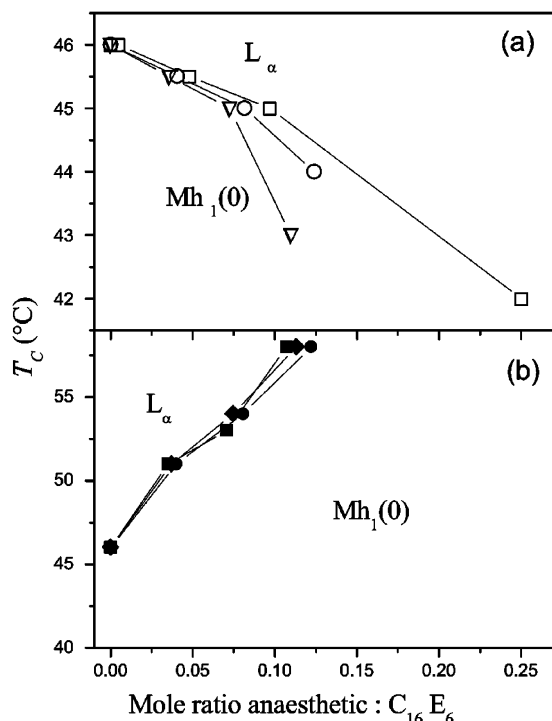 46
(a)
L α
45
44
Mh 1 (0)
43
42
T C (°C)
(b)
55
L α
50
Mh 1 (0)
45
40
0.00 0.05 0.10 0.15 0.20 0.25
Mole ratio anaesthetic : C 16 E 6